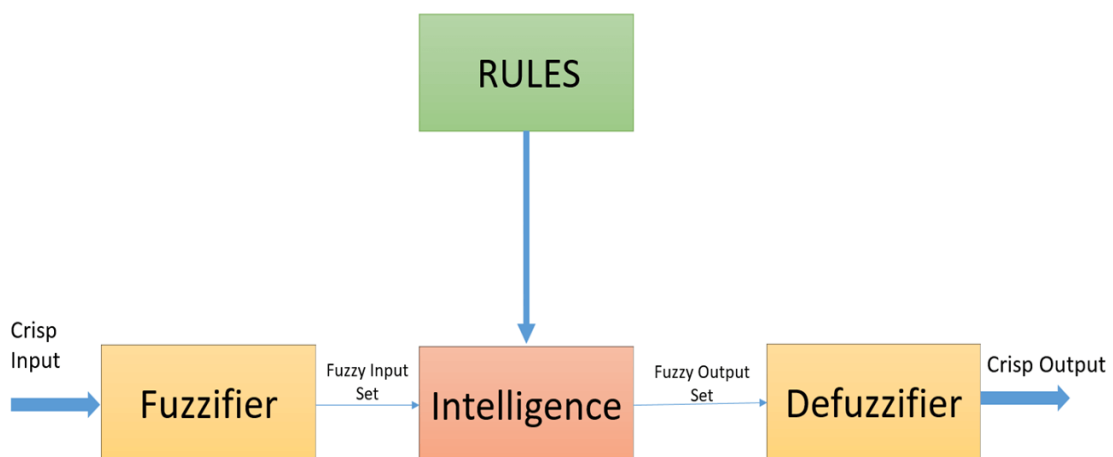 RULES
Crisp
Input
Fuzzifier
Fuzzy Input
Set
Intelligence
Fuzzy Output
Set
Defuzzifier
Crisp Output